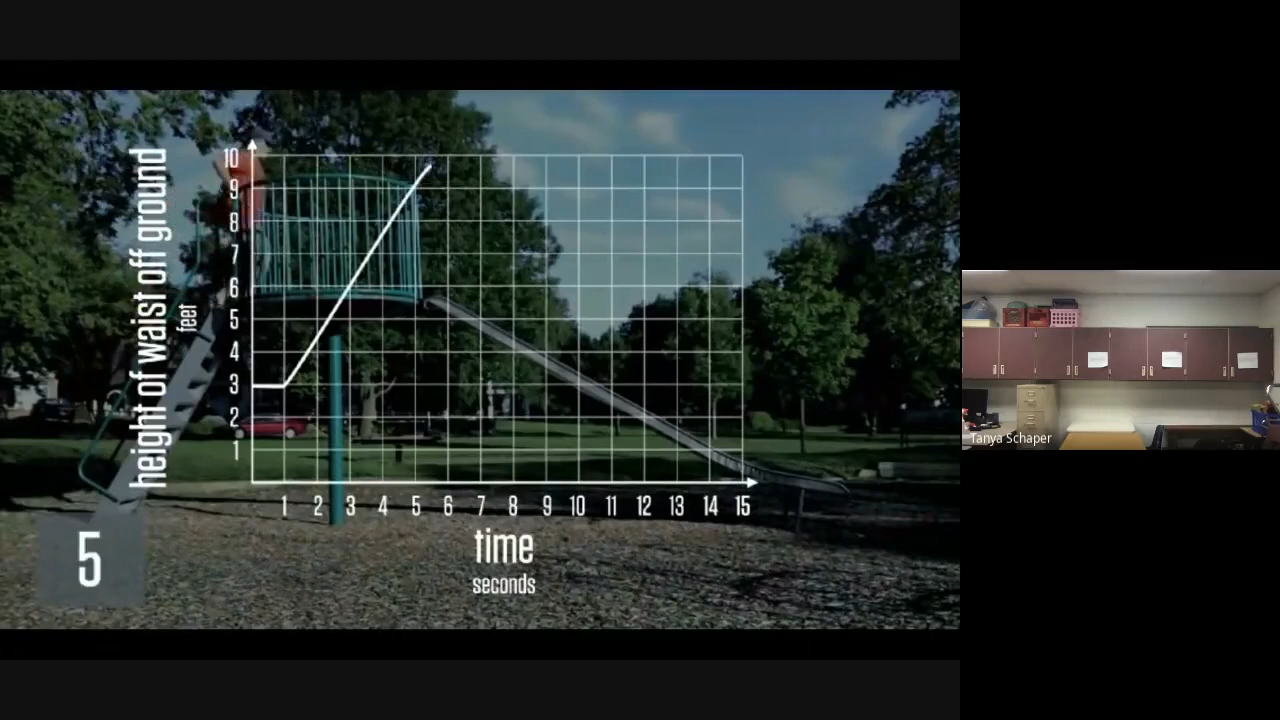 height of waist off ground
feet
10
9
8
7
6
5
4
3
2
1
1 2 3 4 5 6 7 8 9 10 11 12 13 14 15
time
seconds
5
Tanya Schaper